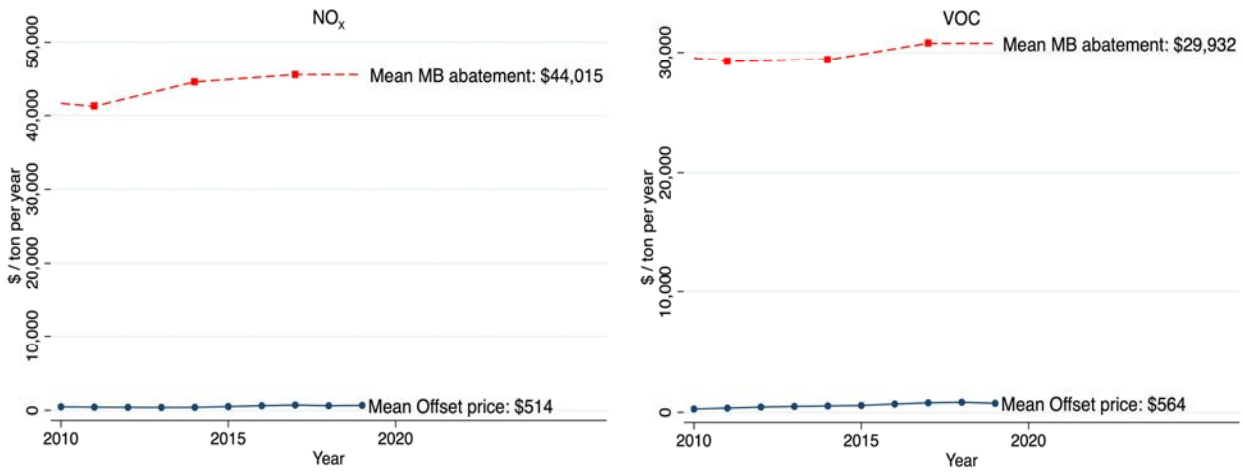 NOx
$ / ton per year
50,000
40,000
30,000
20,000
10,000
0
Mean MB abatement: $44,015
Mean Offset price: $514
2010 2015 2020
Year
VOC
$ / ton per year
30,000
20,000
10,000
0
Mean MB abatement: $29,932
Mean Offset price: $564
2010 2015 2020
Year